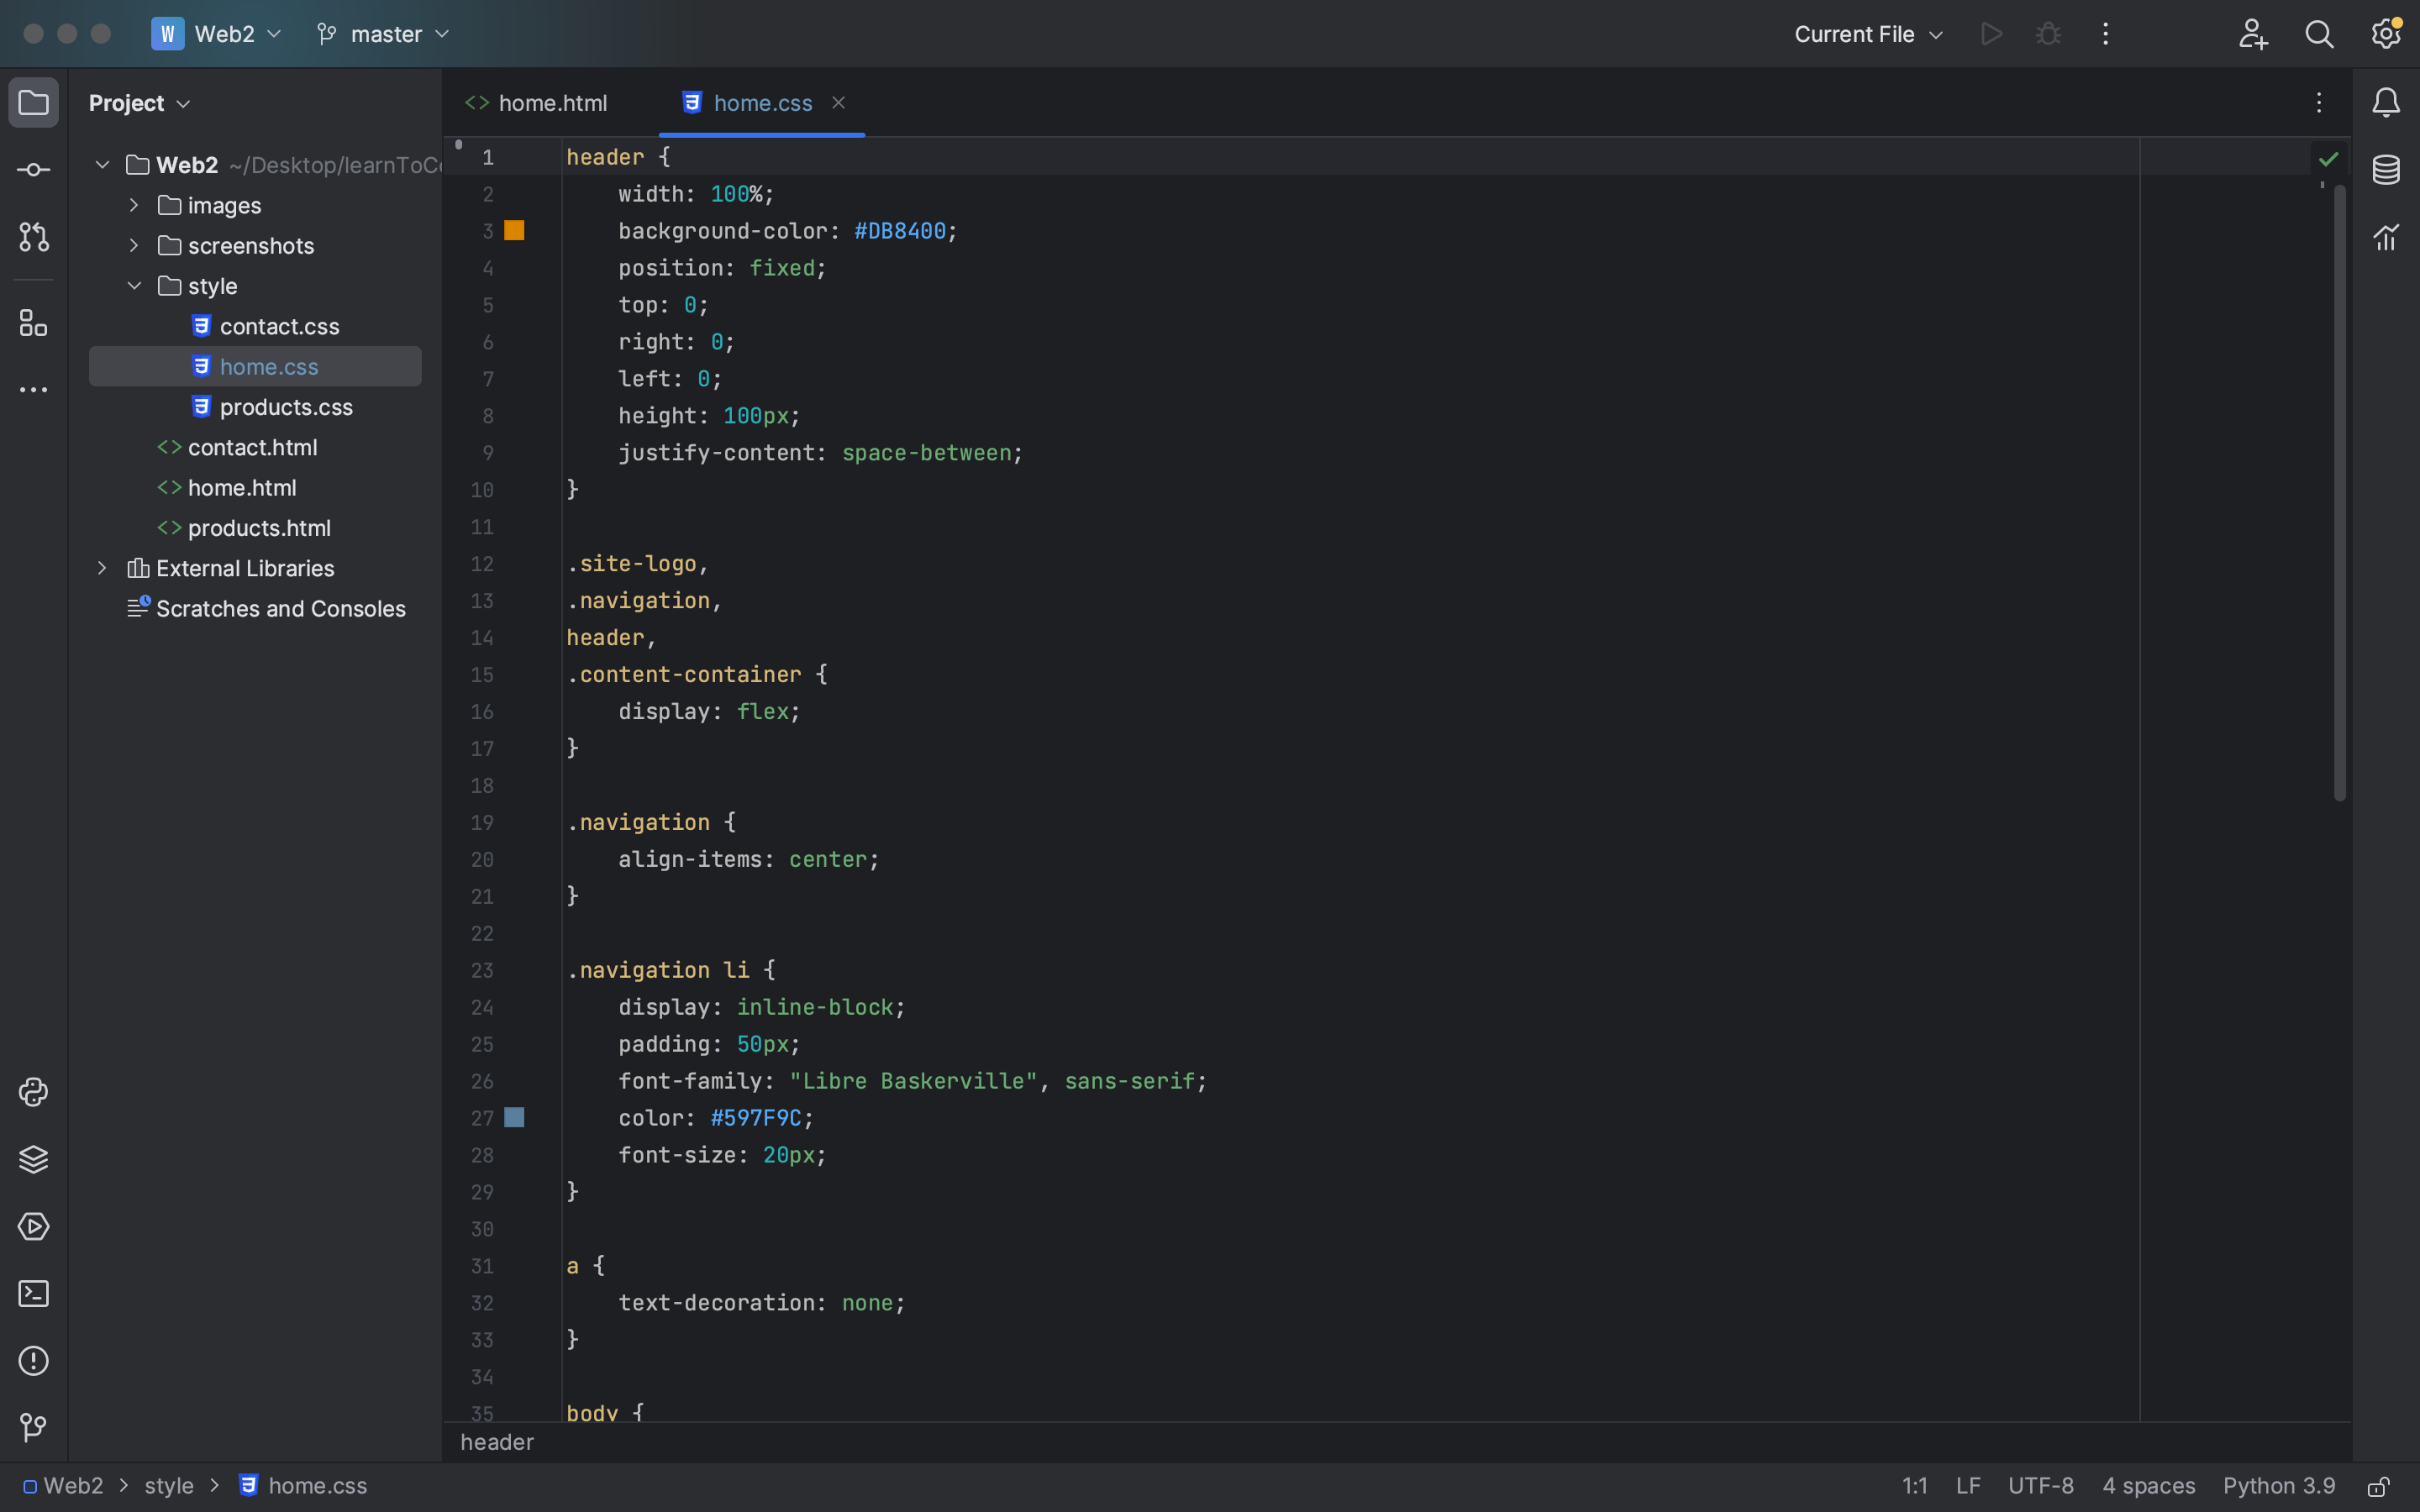 W Web2 master Current File
Project
home.html home.css
Web2 ~/Desktop/learnToCo
images
screenshots
style
contact.css
home.css
products.css
contact.html
home.html
products.html
External Libraries
Scratches and Consoles
1 header {
2 width: 100%;
3 background-color: #DB8400;
4 position: fixed;
5 top: 0;
6 right: 0;
7 left: 0;
8 height: 100px;
9 justify-content: space-between;
10 }
11
12 .site-logo,
13 .navigation,
14 header,
15 .content-container {
16 display: flex;
17 }
18
19 .navigation {
20 align-items: center;
21 }
22
23 .navigation li {
24 display: inline-block;
25 padding: 50px;
26 font-family: "Libre Baskerville", sans-serif;
27 color: #597F9C;
28 font-size: 20px;
29 }
30
31 a {
32 text-decoration: none;
33 }
34
35 body {
header
Web2 > style > home.css 1:1 LF UTF-8 4 spaces Python 3.9